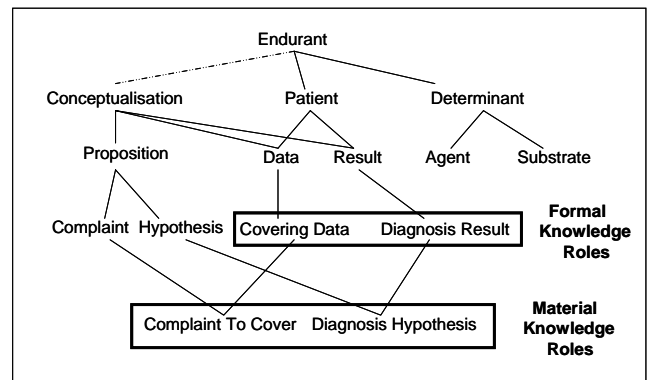 Endurant
Conceptualisation Patient Determinant
Proposition Data Result Agent Substrate
Complaint Hypothesis Covering Data Diagnosis Result
Formal
Knowledge
Roles
Complaint To Cover Diagnosis Hypothesis
Material
Knowledge
Roles